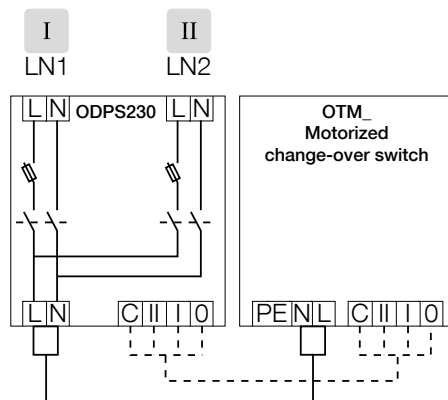 I II
LN1 LN2
L N ODPS230 L N
OTM_
Motorized
change-over switch
L N C II I 0 PE N L C II I 0